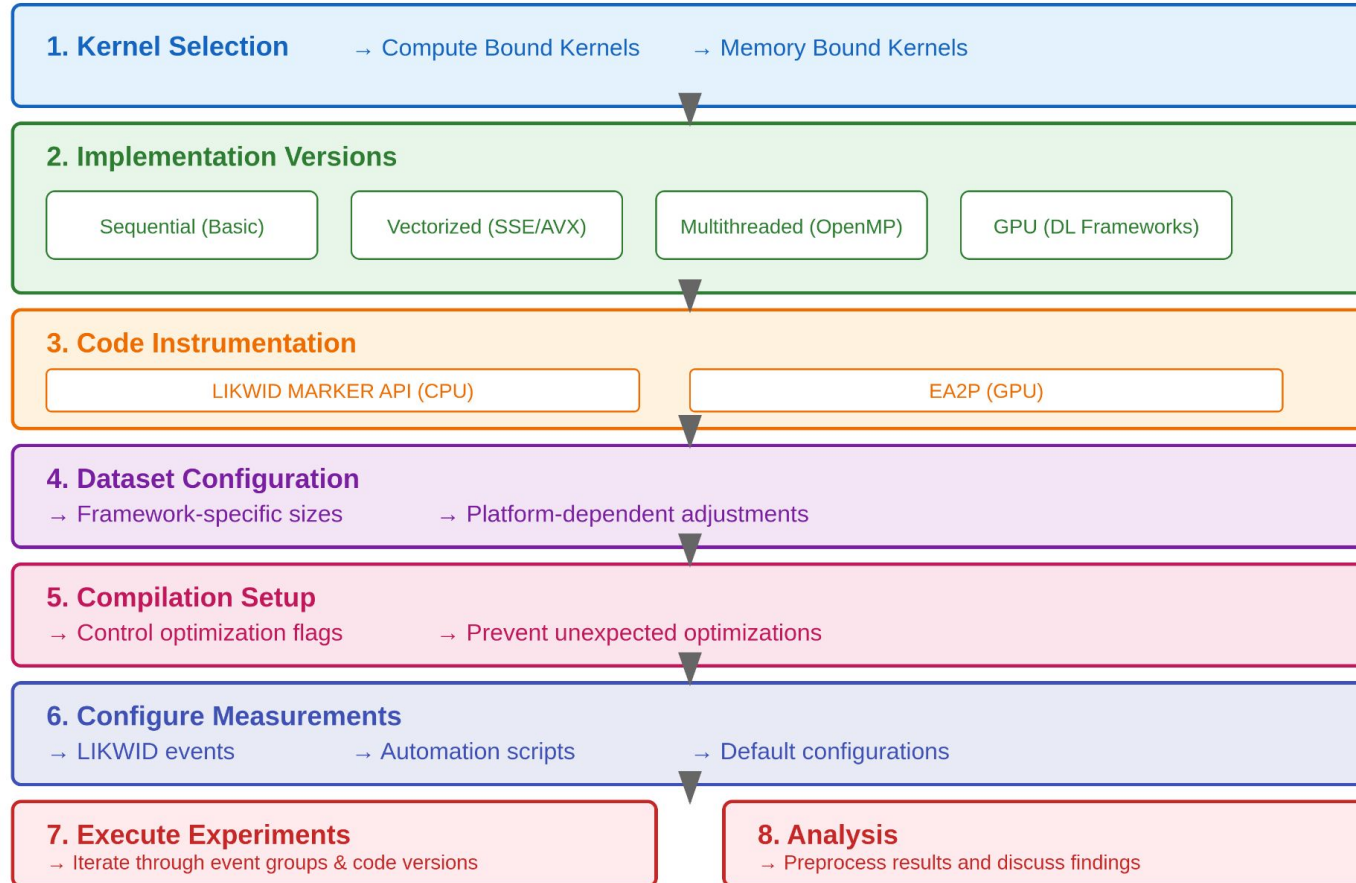 1. Kernel Selection → Compute Bound Kernels → Memory Bound Kernels
2. Implementation Versions
Sequential (Basic) Vectorized (SSE/AVX) Multithreaded (OpenMP) GPU (DL Frameworks)
3. Code Instrumentation
LIKWID MARKER API (CPU) EA2P (GPU)
4. Dataset Configuration
→ Framework-specific sizes → Platform-dependent adjustments
5. Compilation Setup
→ Control optimization flags → Prevent unexpected optimizations
6. Configure Measurements
→ LIKWID events → Automation scripts → Default configurations
7. Execute Experiments 8. Analysis
→ Iterate through event groups & code versions → Preprocess results and discuss findings